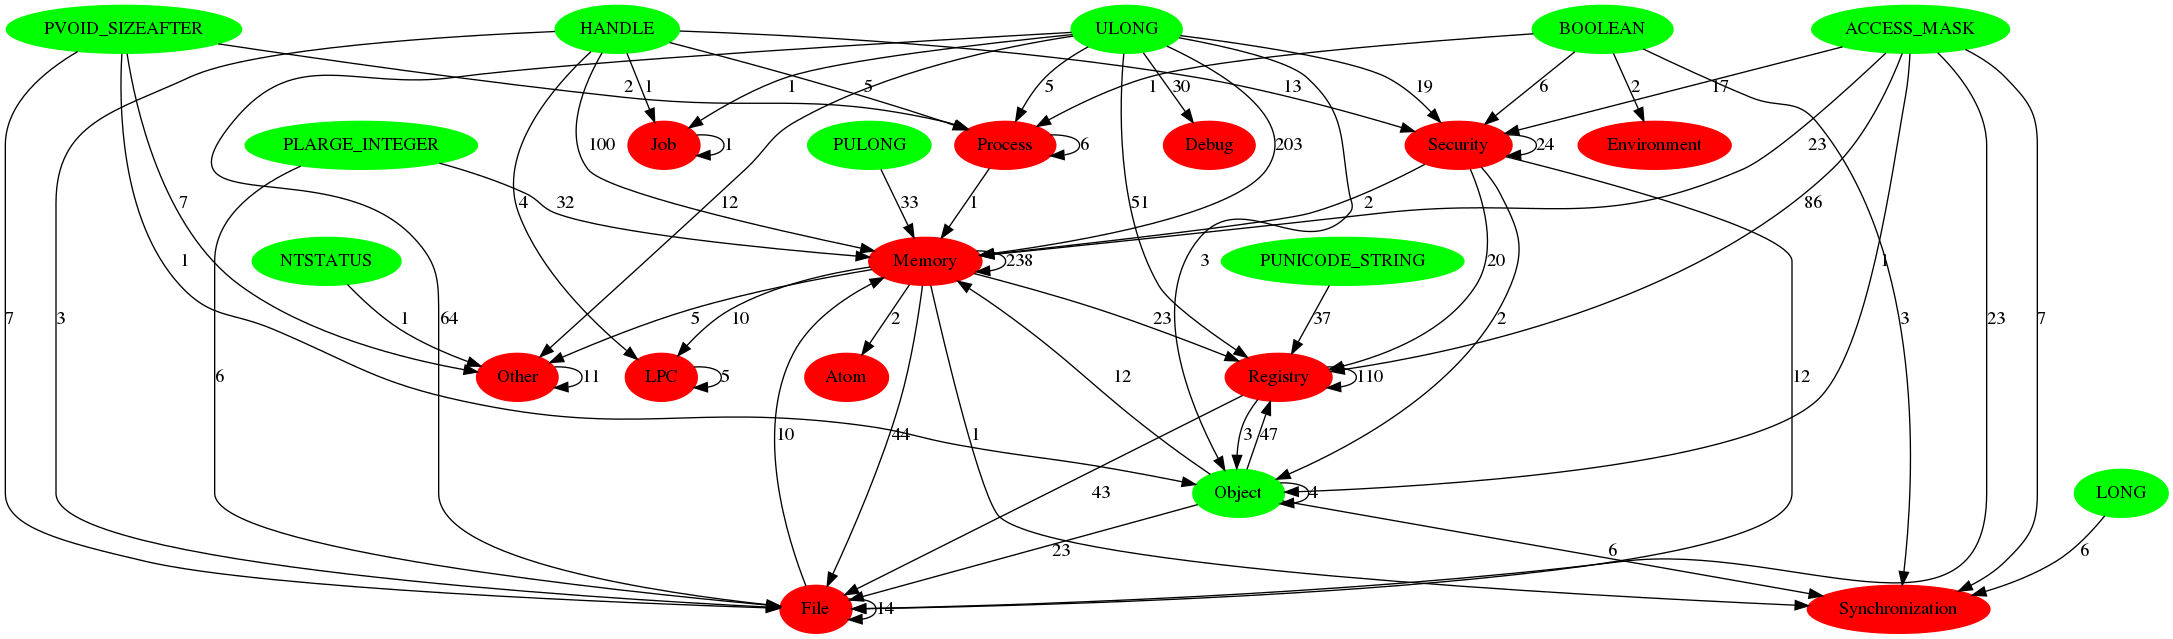 PVOID_SIZEAFTER
HANDLE
ULONG
BOOLEAN
ACCESS_MASK
2
1
5
1
5
30
1
13
19
6
2
17
PLARGE_INTEGER
100
Job
1
PULONG
Process
6
Debug
203
Security
24
Environment
23
7
4
32
12
33
1
51
2
86
NTSTATUS
1
Memory
238
3
PUNICODE_STRING
20
1
7
3
1
64
5
10
2
23
37
2
3
23
7
6
Other
11
LPC
5
Atom
12
Registry
110
12
10
44
1
3
47
43
Object
4
LONG
23
6
6
File
14
Synchronization